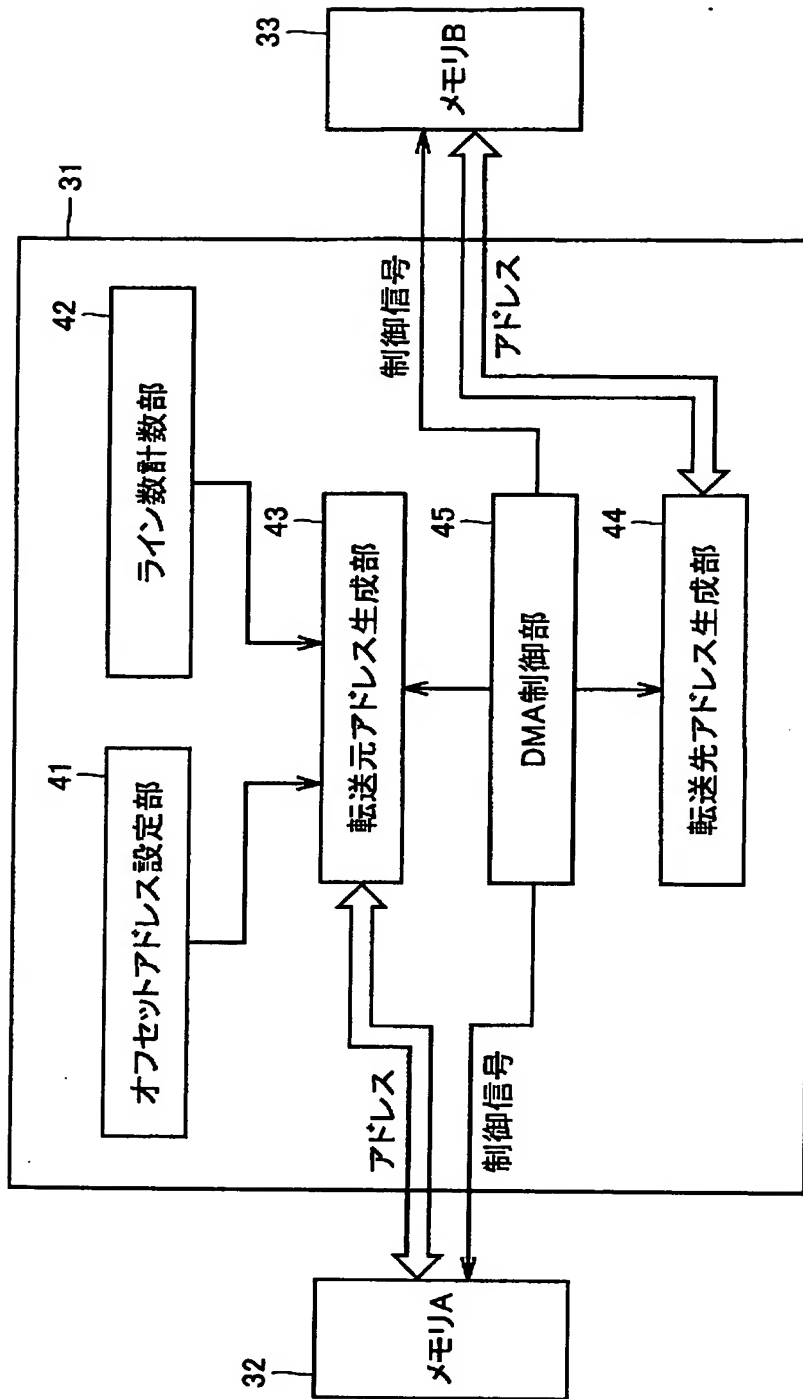 31
41
オフセットアドレス設定部
42
ライン数計数部
43
転送元アドレス生成部
45
DMA制御部
44
転送先アドレス生成部
アドレス
制御信号
制御信号
アドレス
32
メモリA
33
メモリB